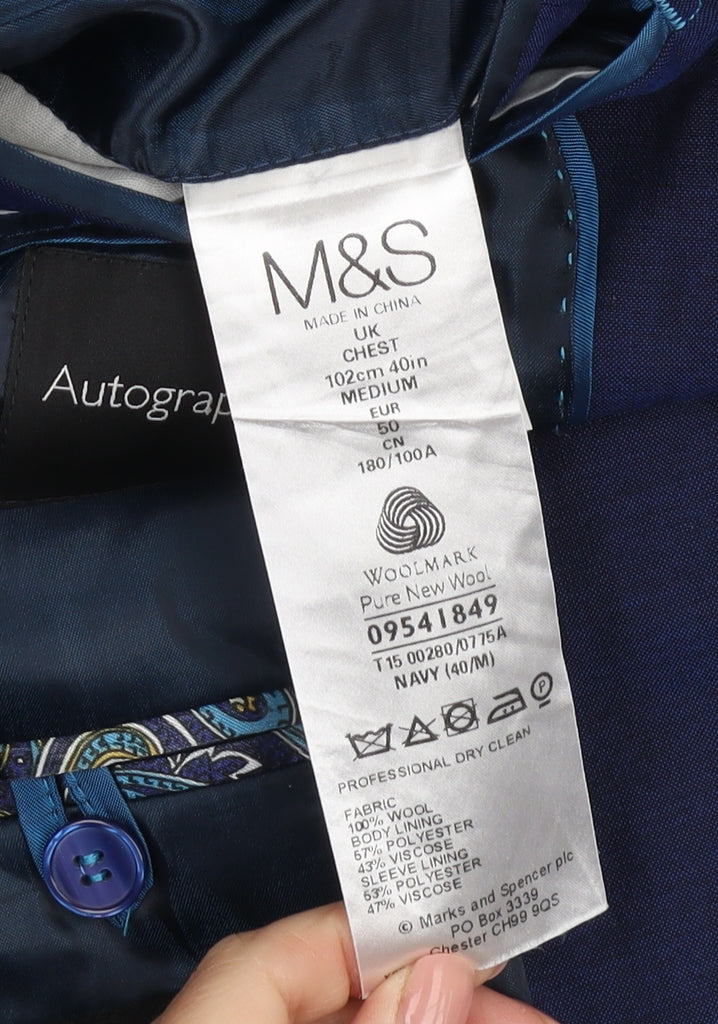 M&S
MADE IN CHINA
UK
CHEST
102cm 40in
MEDIUM
EUR
50
CN
180/100A
WOOLMARK
Pure New Wool
09541849
T15 00280/0775A
NAVY (40/M)
P
PROFESSIONAL DRY CLEAN
FABRIC
100% WOOL
BODY LINING
57% POLYESTER
43% VISCOSE
SLEEVE LINING
53% POLYESTER
47% VISCOSE
© Marks and Spencer plc
PO Box 3339
Chester CH99 9QS
Autograp